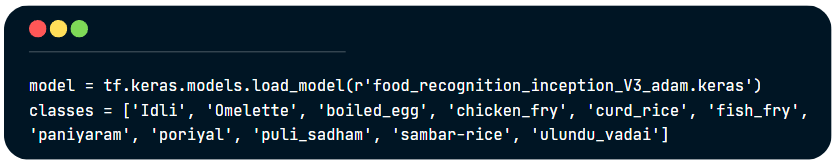 model = tf.keras.models.load_model(r'food_recognition_inception_V3_adam.keras')
classes = ['Idli', 'Omelette', 'boiled_egg', 'chicken_fry', 'curd_rice', 'fish_fry',
'paniyaram', 'poriyal', 'puli_sadham', 'sambar-rice', 'ulundu_vadai']